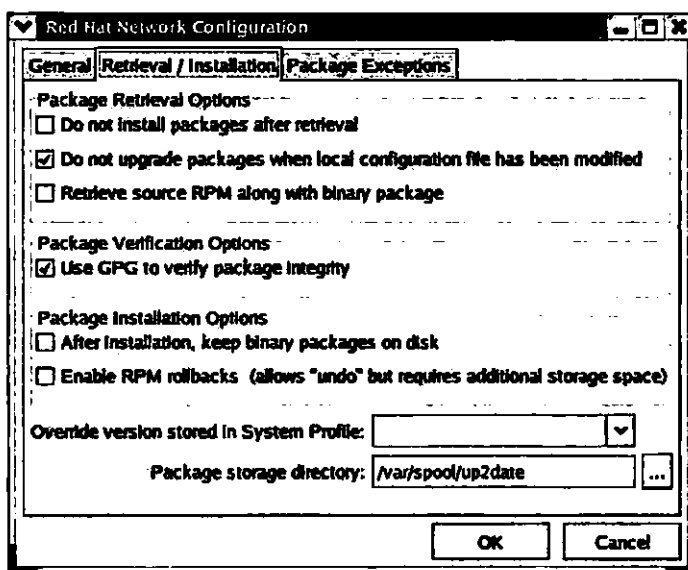 Red Hat Network Configuration
General Retrieval / Installation Package Exceptions
Package Retrieval Options
Do not install packages after retrieval
Do not upgrade packages when local configuration file has been modified
Retrieve source RPM along with binary package
Package Verification Options
Use GPG to verify package integrity
Package Installation Options
After installation, keep binary packages on disk
Enable RPM rollbacks (allows "undo" but requires additional storage space)
Override version stored in System Profile:
Package storage directory: /var/spool/up2date ...
OK Cancel